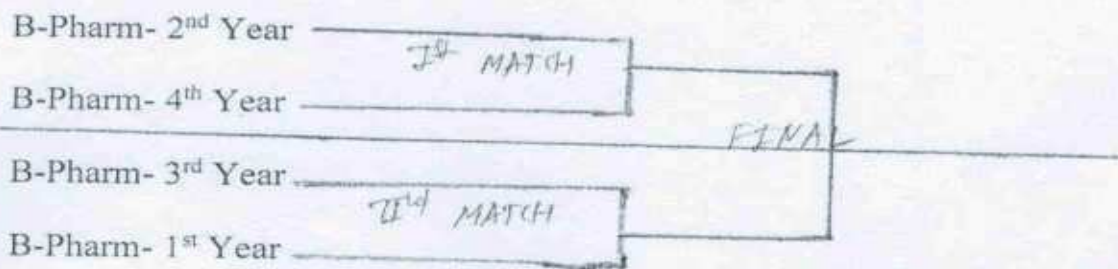 B-Pharm- 2nd Year
Ist MATCH
B-Pharm- 4th Year
FINAL
B-Pharm- 3rd Year
IInd MATCH
B-Pharm- 1st Year